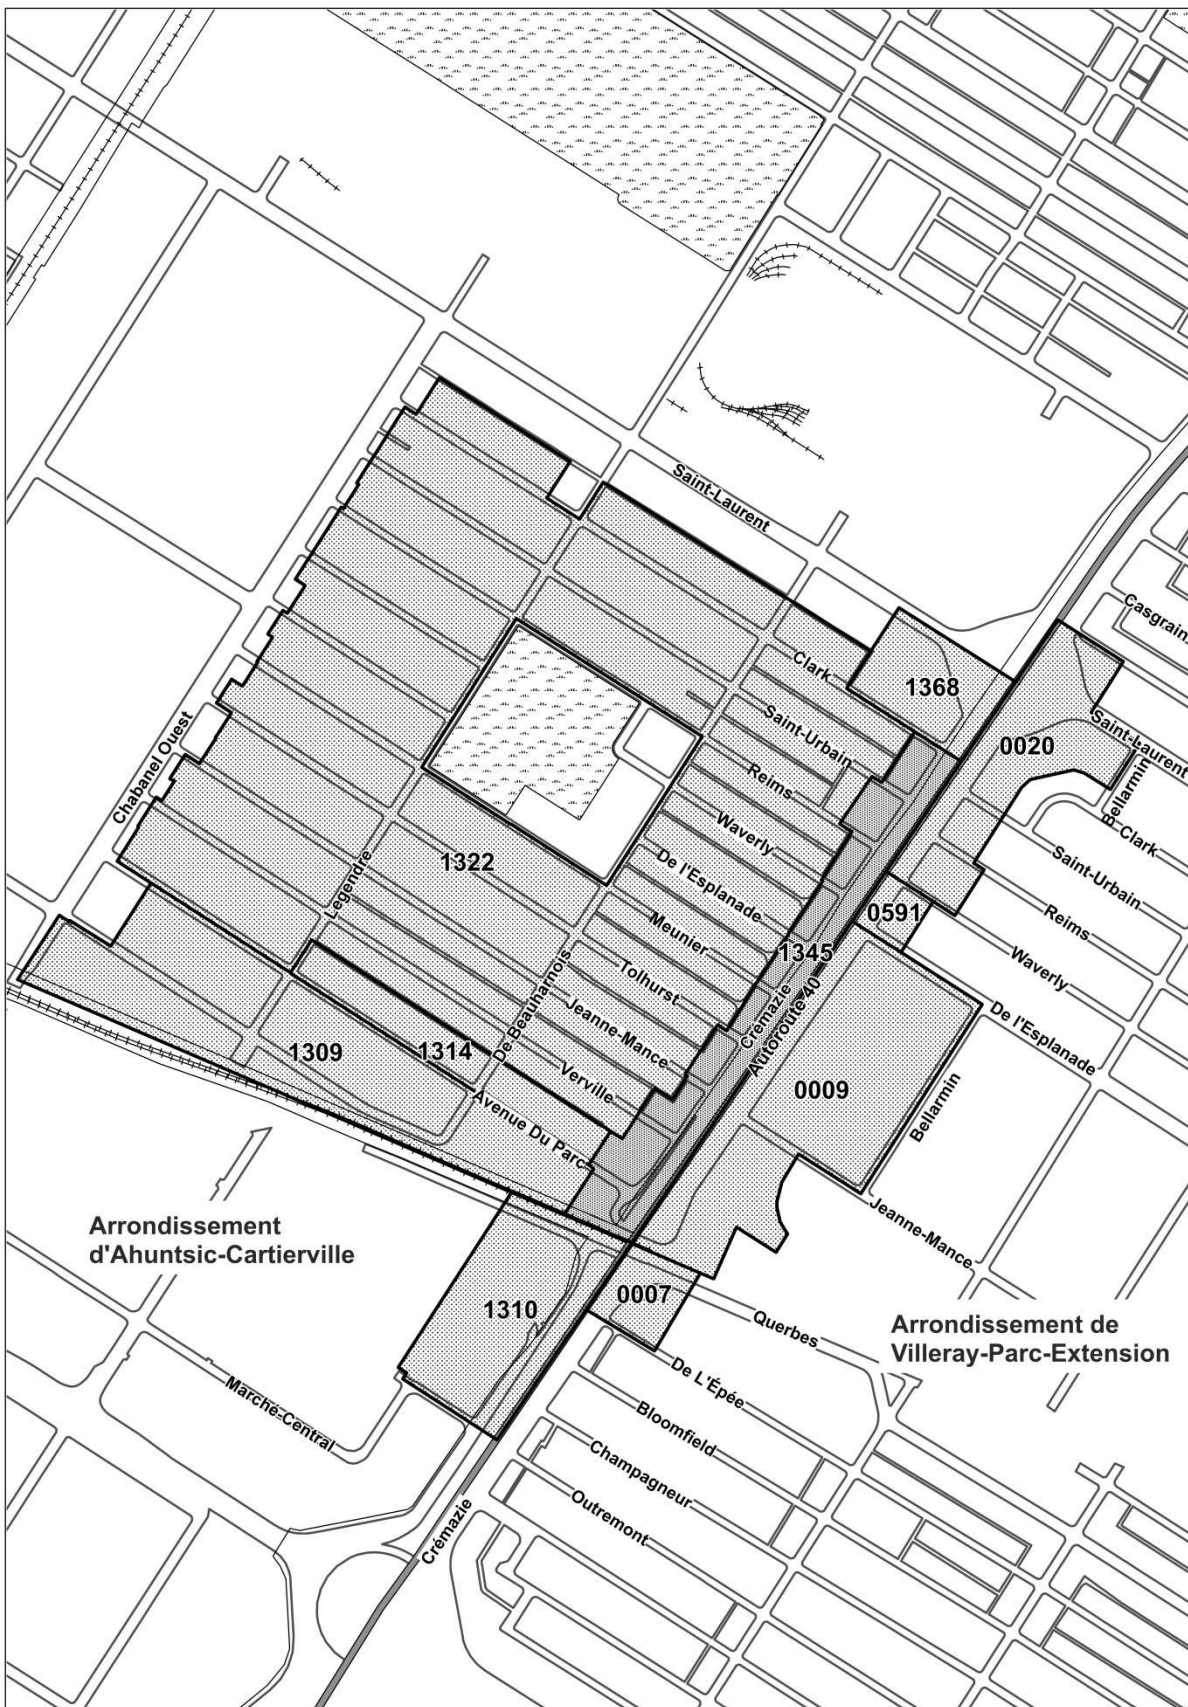 Saint-Laurent
Casgrain
Clark
1368
Saint-Laurent
0020
Saint-Urbain
Chabanel Ouest
Bellarmin
Reims
Clark
Waverly
Saint-Urbain
Legendre
1322
De l'Esplanade
0591
Reims
Meunier
1345
Waverly
Tolhurst
De Beauharnois
Crémazie
Autoroute 40
De l'Esplanade
Jeanne-Mance
1309
1314
Verville
0009
Bellarmin
Avenue Du Parc
Jeanne-Mance
Arrondissement
d'Ahuntsic-Cartierville
1310
0007
Querbes
Arrondissement de
Villeray-Parc-Extension
De L'Épée
Marché-Central
Bloomfield
Champagneur
Outremont
Crémazie